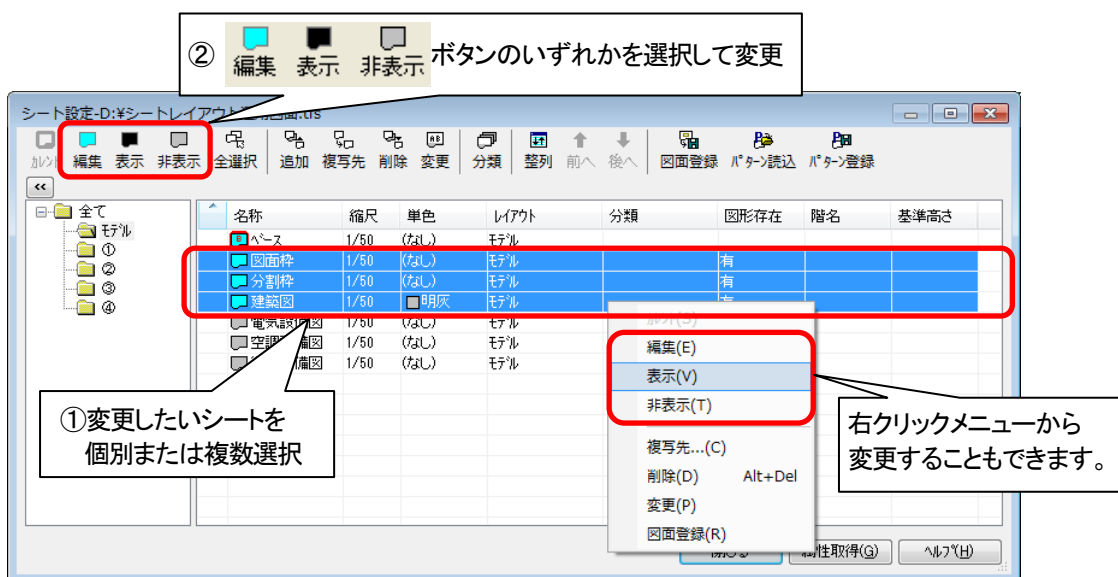 ② 編集 表示 非表示 ボタンのいずれかを選択して変更
シート設定-D:¥シートレイアウト
ｶﾚﾝﾄ 編集 表示 非表示 全選択 追加 複写先 削除 変更 分類 整列 前へ 後へ 図面登録 ﾊﾟﾀｰﾝ読込 ﾊﾟﾀｰﾝ登録
<<
全て
ﾓﾃﾞﾙ
①
②
③
④
名称 縮尺 単色 ﾚｲｱｳﾄ 分類 図形存在 階名 基準高さ
ﾍﾞｰｽ 1/50 (なし) ﾓﾃﾞﾙ
図面枠 1/50 (なし) ﾓﾃﾞﾙ 有
分割枠 1/50 (なし) ﾓﾃﾞﾙ 有
建築図 1/50 明灰 ﾓﾃﾞﾙ 有
1/50 (なし) ﾓﾃﾞﾙ
1/50 (なし) ﾓﾃﾞﾙ
1/50 (なし) ﾓﾃﾞﾙ
編集(E)
表示(V)
非表示(T)
複写先...(C)
削除(D) Alt+Del
変更(P)
図面登録(R)
①変更したいシートを
個別または複数選択
右クリックメニューから
変更することもできます。
性取得(G) ﾍﾙﾌﾟ(H)